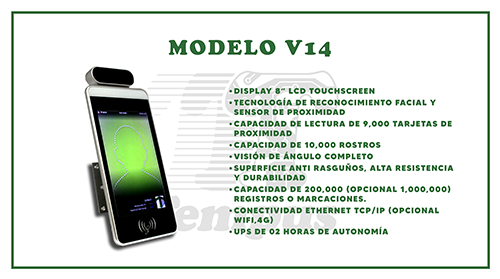 MODELO V14
• DISPLAY 8” LCD TOUCHSCREEN
• TECNOLOGÍA DE RECONOCIMIENTO FACIAL Y
SENSOR DE PROXIMIDAD
• CAPACIDAD DE LECTURA DE 9,000 TARJETAS DE
PROXIMIDAD
• CAPACIDAD DE 10,000 ROSTROS
• VISIÓN DE ÁNGULO COMPLETO
• SUPERFICIE ANTI RASGUÑOS, ALTA RESISTENCIA
Y DURABILIDAD
• CAPACIDAD DE 200,000 (OPCIONAL 1,000,000)
REGISTROS O MARCACIONES.
• CONECTIVIDAD ETHERNET TCP/IP (OPCIONAL
WIFI,4G)
• UPS DE 02 HORAS DE AUTONOMÍA